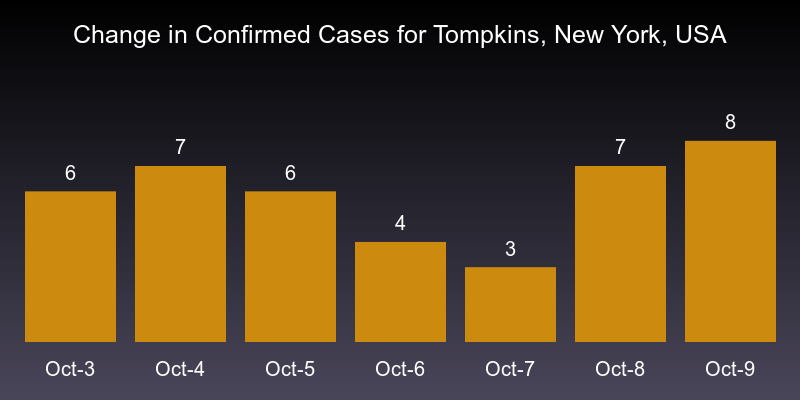 Change in Confirmed Cases for Tompkins, New York, USA
6
7
6
4
3
7
8
Oct-3
Oct-4
Oct-5
Oct-6
Oct-7
Oct-8
Oct-9